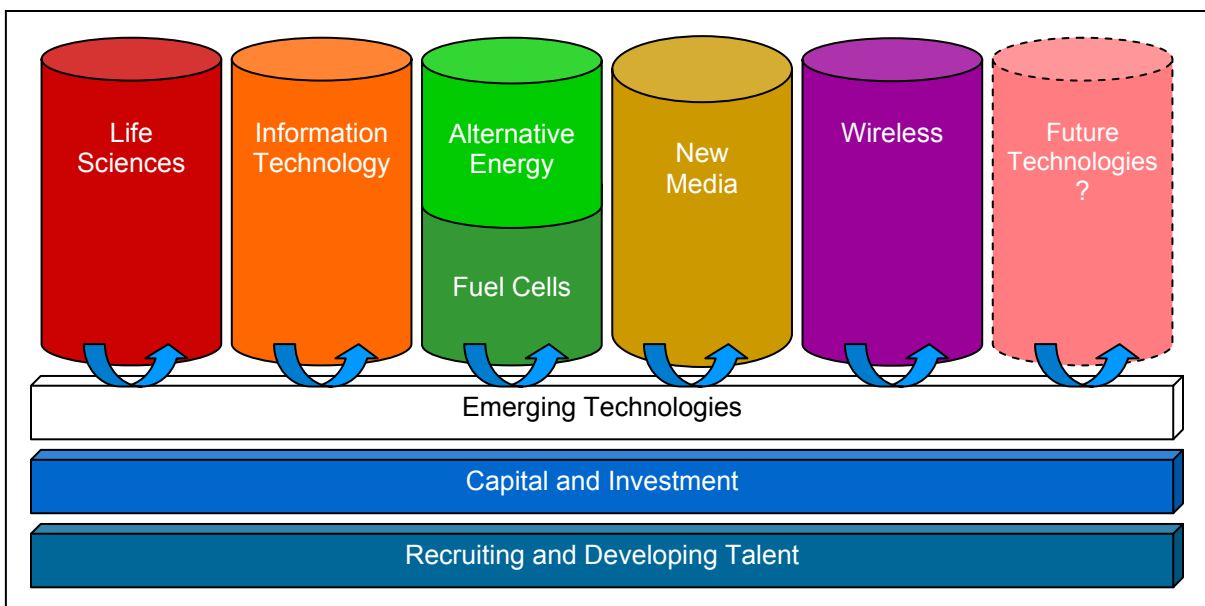 Life
Sciences
Information
Technology
Alternative
Energy
Fuel Cells
New
Media
Wireless
Future
Technologies
?
Emerging Technologies
Capital and Investment
Recruiting and Developing Talent